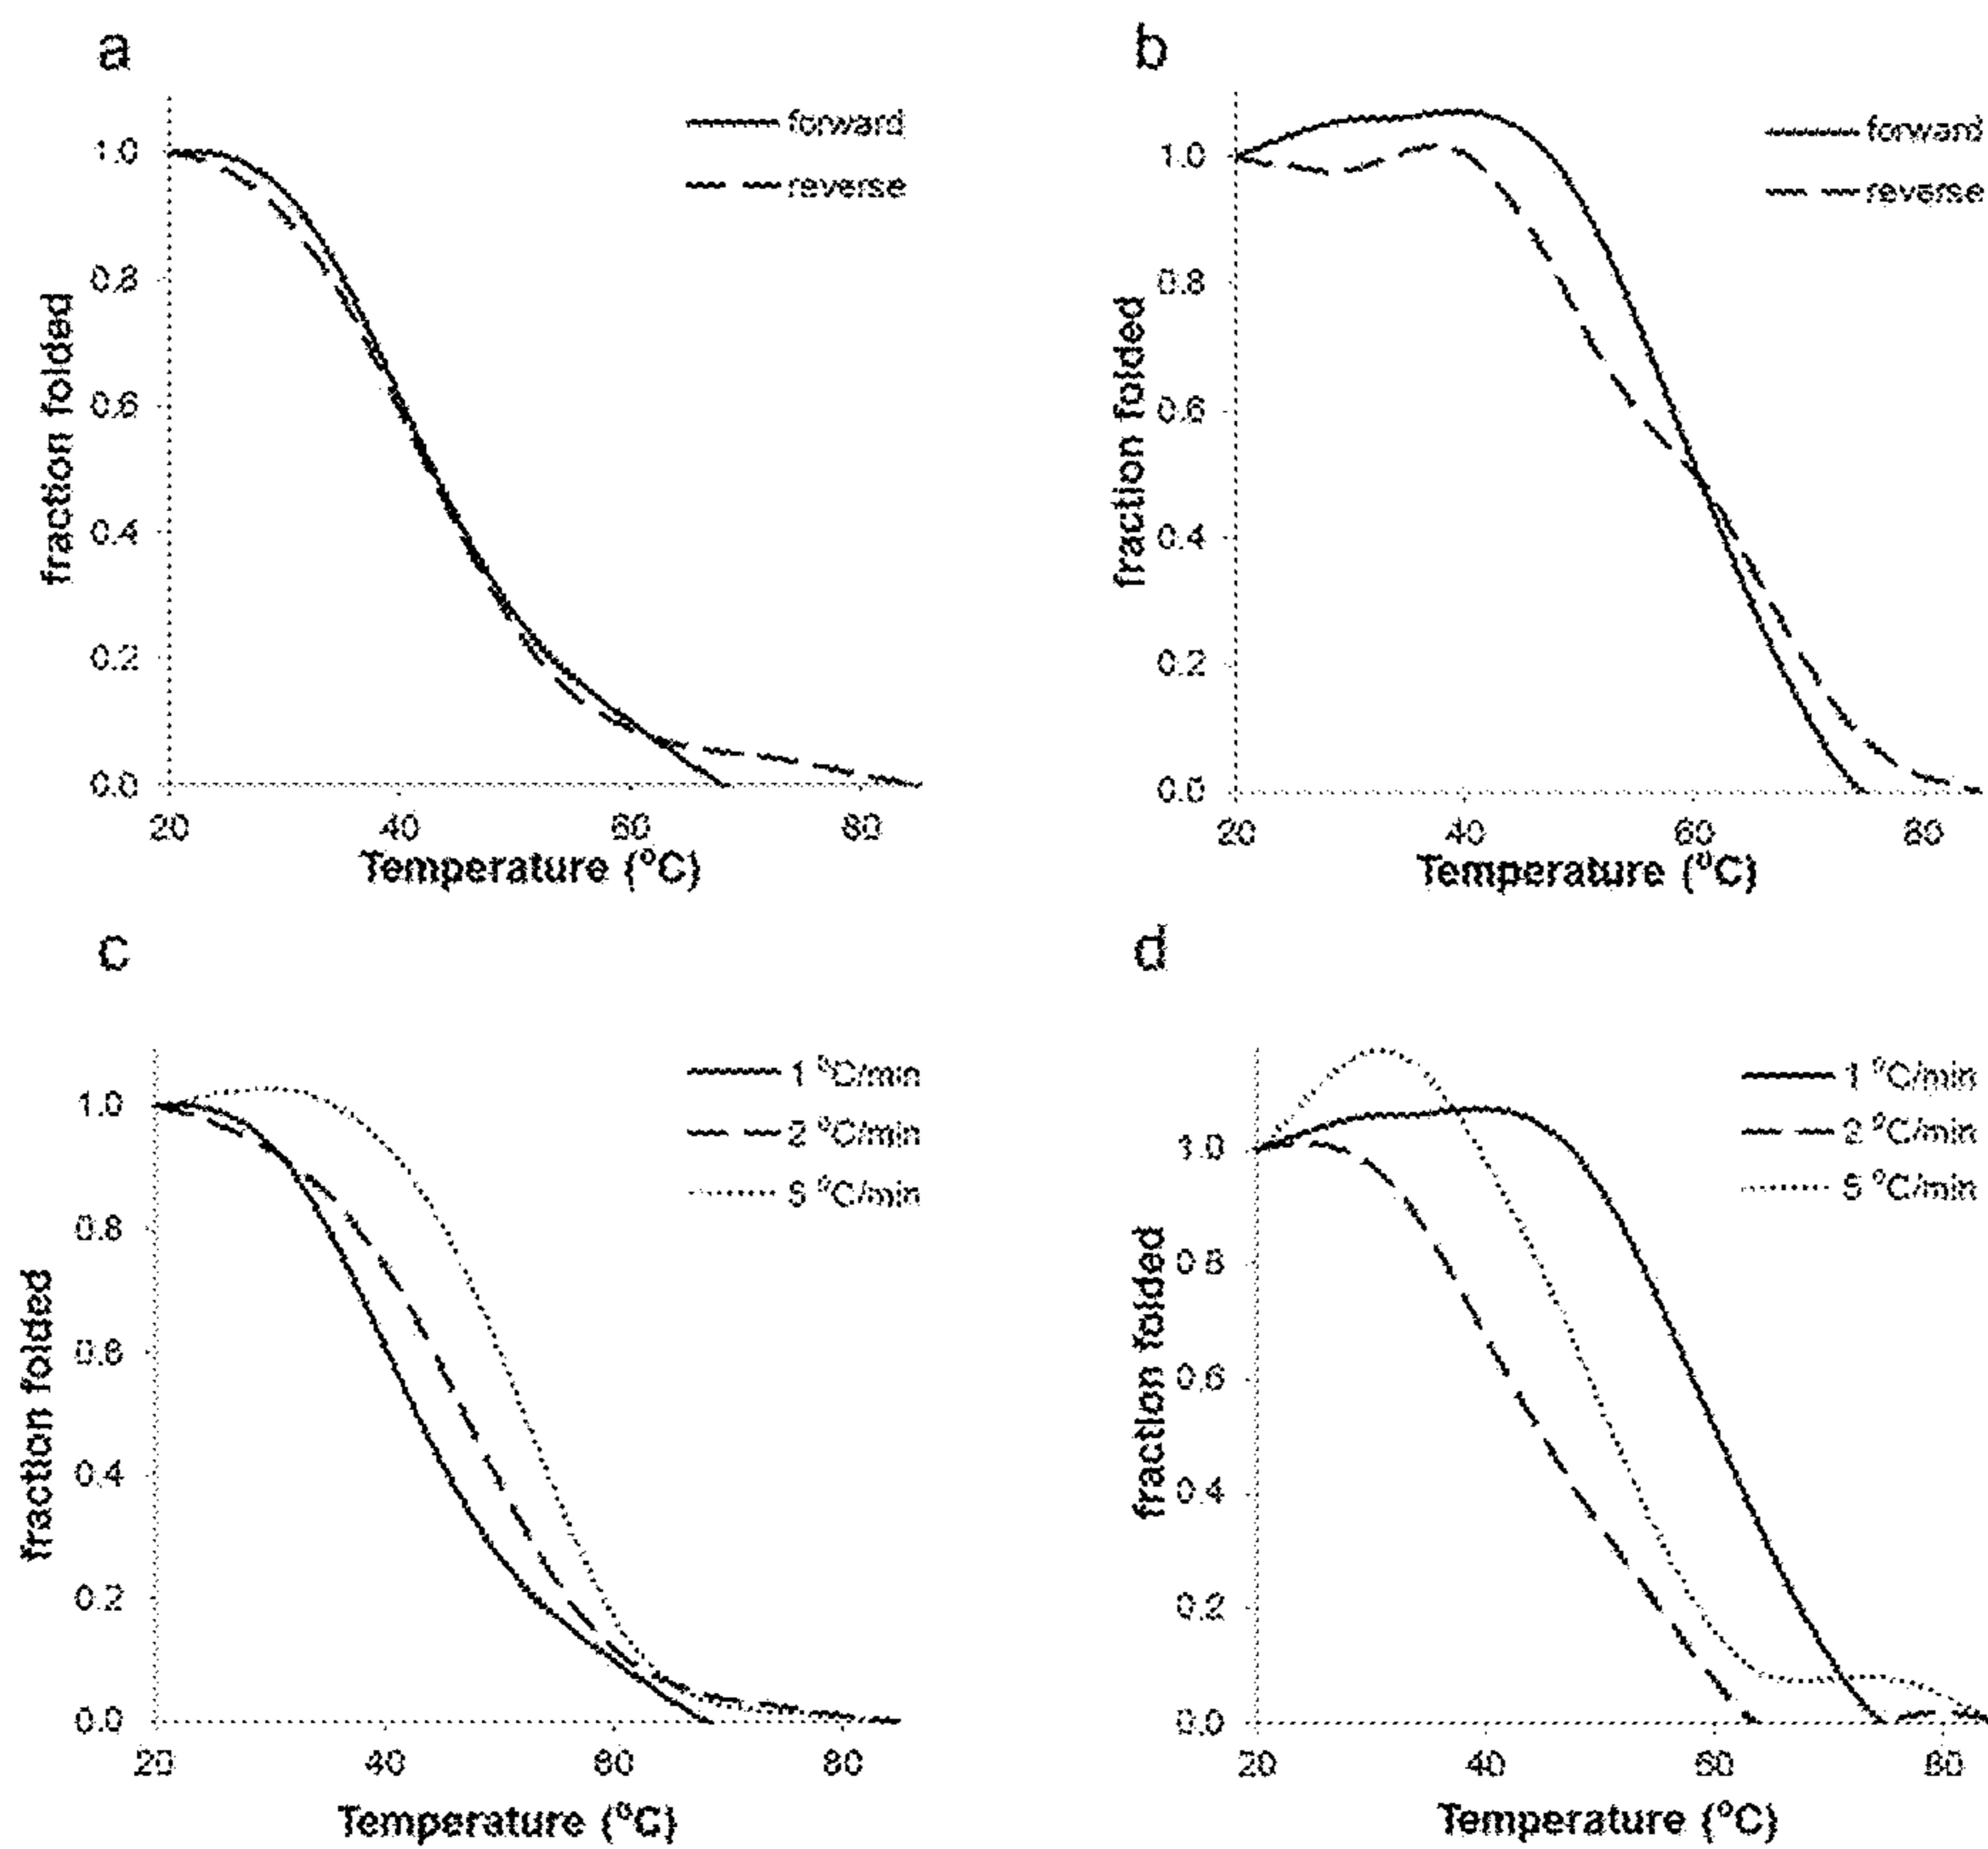 a
forward
reverse
1.0
0.8
0.6
0.4
0.2
0.0
fraction folded
20 40 60 80
Temperature (°C)
b
forward
reverse
1.0
0.8
0.6
0.4
0.2
0.0
fraction folded
20 40 60 80
Temperature (°C)
c
1 °C/min
2 °C/min
5 °C/min
1.0
0.8
0.6
0.4
0.2
0.0
fraction folded
20 40 60 80
Temperature (°C)
d
1 °C/min
2 °C/min
5 °C/min
1.0
0.8
0.6
0.4
0.2
0.0
fraction folded
20 40 60 80
Temperature (°C)